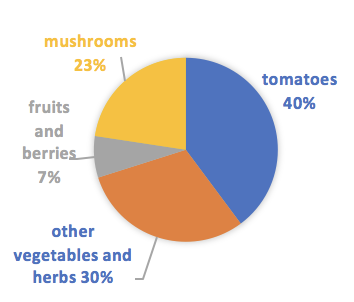 mushrooms
23%
tomatoes
40%
fruits
and
berries
7%
other
vegetables and
herbs 30%